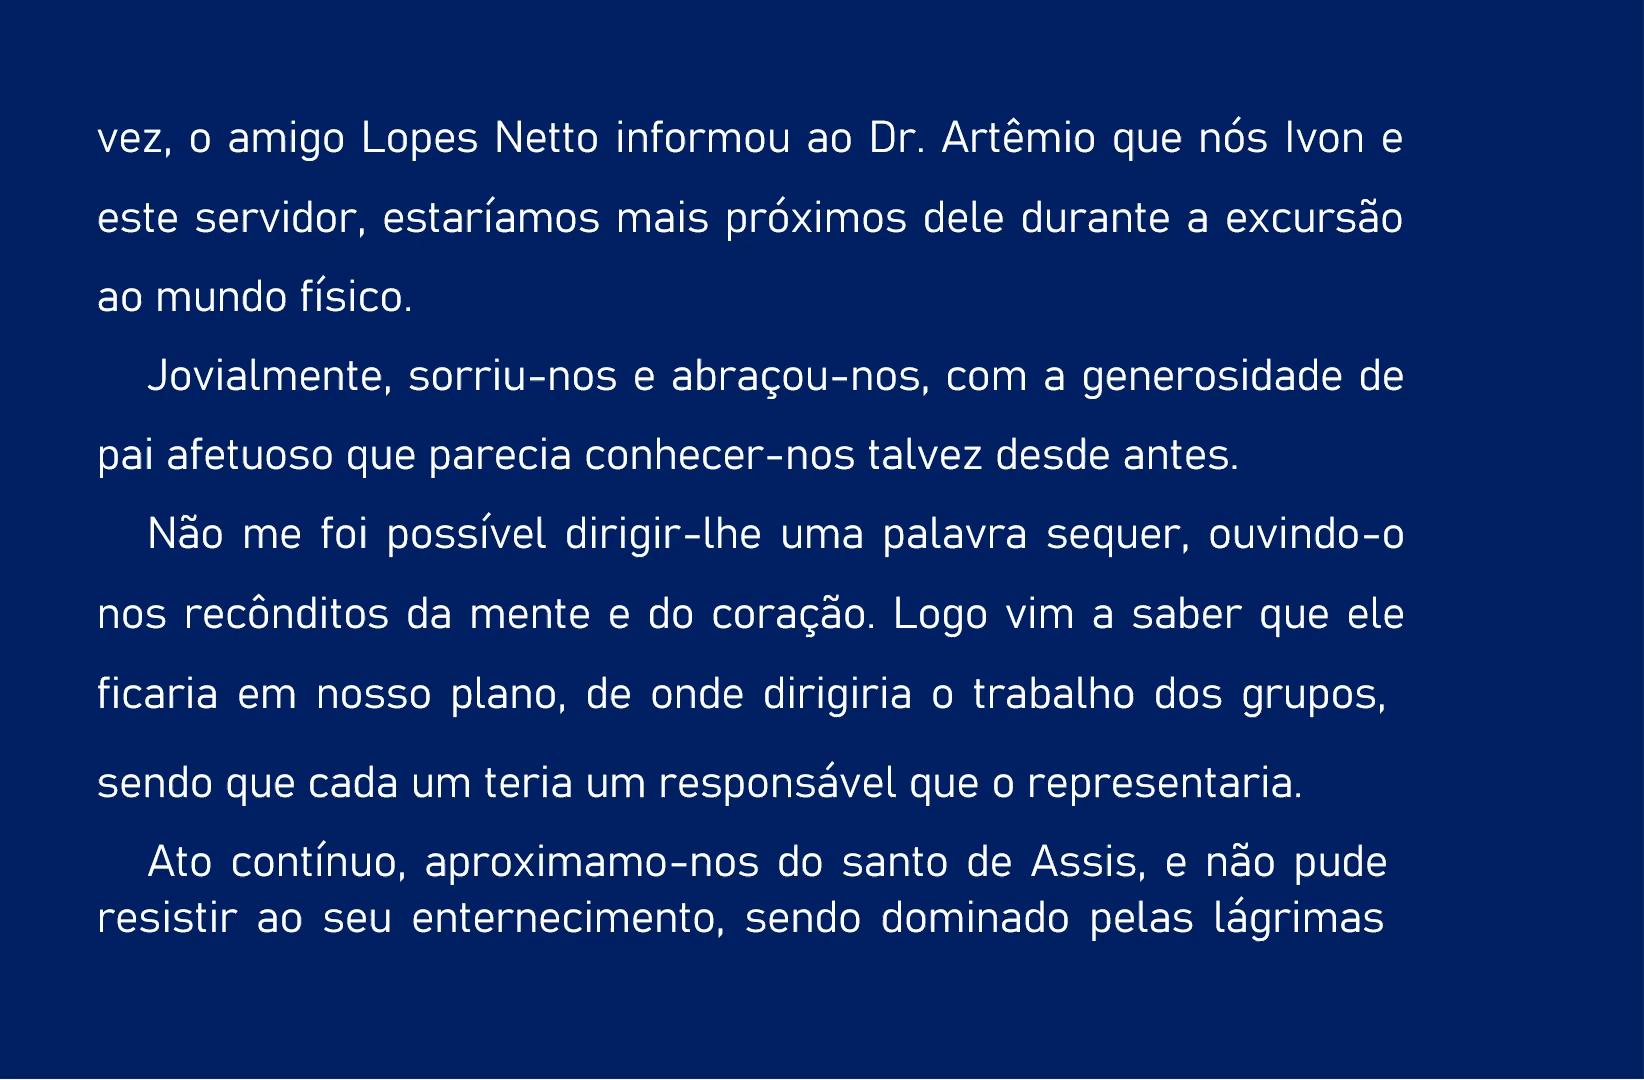 vez, o amigo Lopes Netto informou ao Dr. Artêmio que nós Ivon e
este servidor, estaríamos mais próximos dele durante a excursão
ao mundo físico.
Jovialmente, sorriu-nos e abraçou-nos, com a generosidade de
pai afetuoso que parecia conhecer-nos talvez desde antes.
Não me foi possível dirigir-lhe uma palavra sequer, ouvindo-o
nos recônditos da mente e do coração. Logo vim a saber que ele
ficaria em nosso plano, de onde dirigiria o trabalho dos grupos,
sendo que cada um teria um responsável que o representaria.
Ato contínuo, aproximamo-nos do santo de Assis, e não pude
resistir ao seu enternecimento, sendo dominado pelas lágrimas